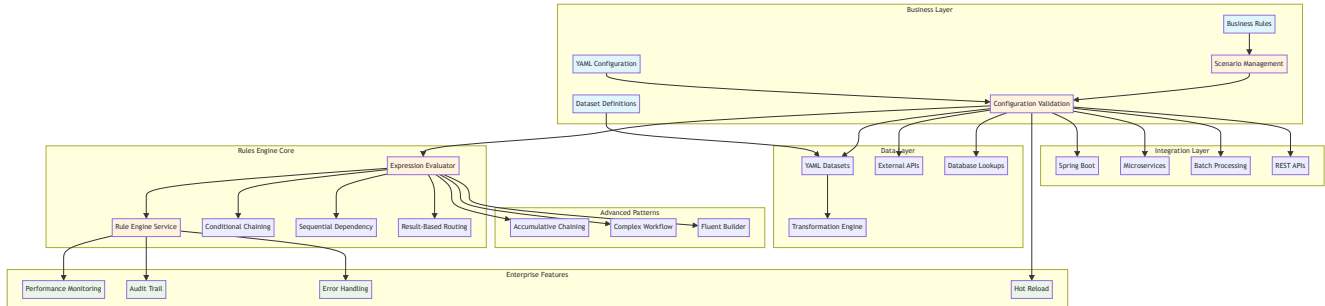 Business Layer
Business Rules
YAML Configuration
Scenario Management
Dataset Definitions
Configuration Validation
Rules Engine Core
Data Layer
Integration Layer
Expression Evaluator
YAML Datasets
External APIs
Database Lookups
Spring Boot
Microservices
Batch Processing
REST APIs
Advanced Patterns
Rule Engine Service
Conditional Chaining
Sequential Dependency
Result-Based Routing
Accumulative Chaining
Complex Workflow
Fluent Builder
Transformation Engine
Enterprise Features
Performance Monitoring
Audit Trail
Error Handling
Hot Reload